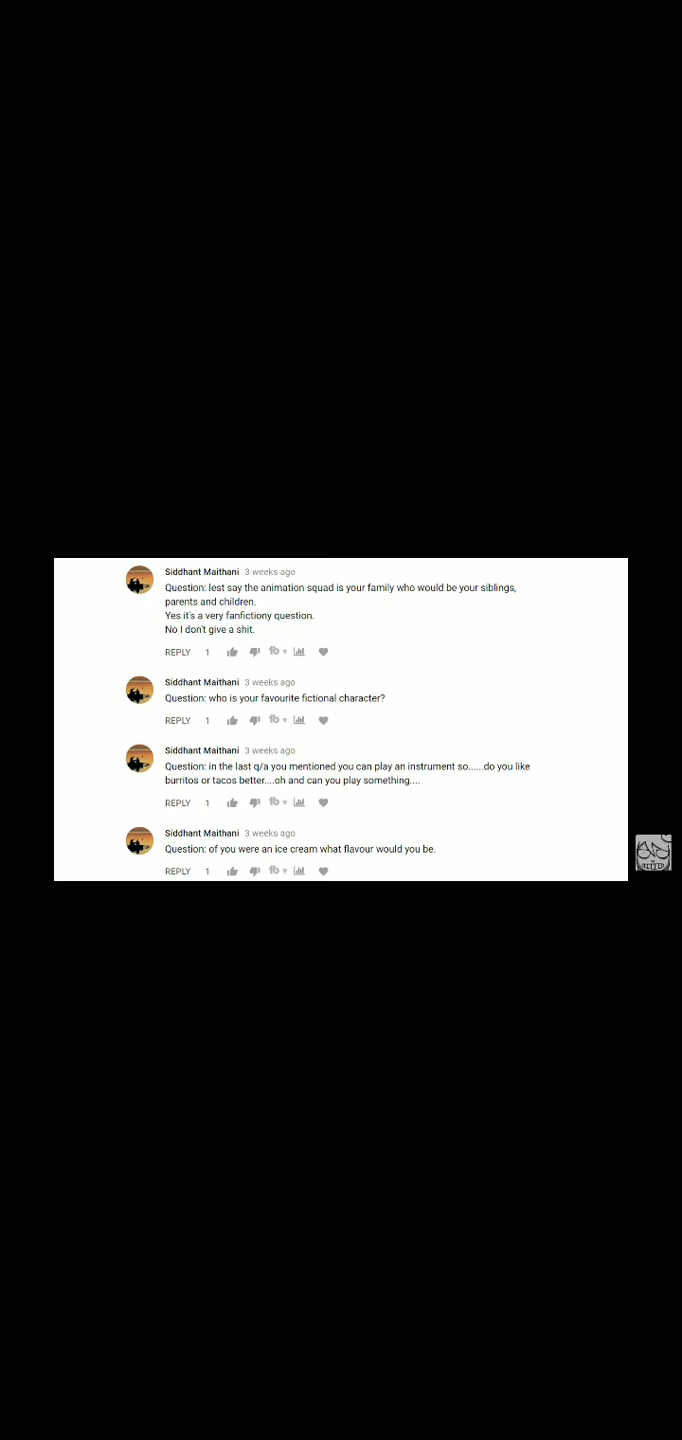 Siddhant Maithani 3 weeks ago
Question: lest say the animation squad is your family who would be your siblings,
parents and children.
Yes it's a very fanfictiony question.
No I don't give a shit.
REPLY 1
Siddhant Maithani 3 weeks ago
Question: who is your favourite fictional character?
REPLY 1
Siddhant Maithani 3 weeks ago
Question: in the last q/a you mentioned you can play an instrument so......do you like
burritos or tacos better....oh and can you play something....
REPLY 1
Siddhant Maithani 3 weeks ago
Question: of you were an ice cream what flavour would you be.
REPLY 1